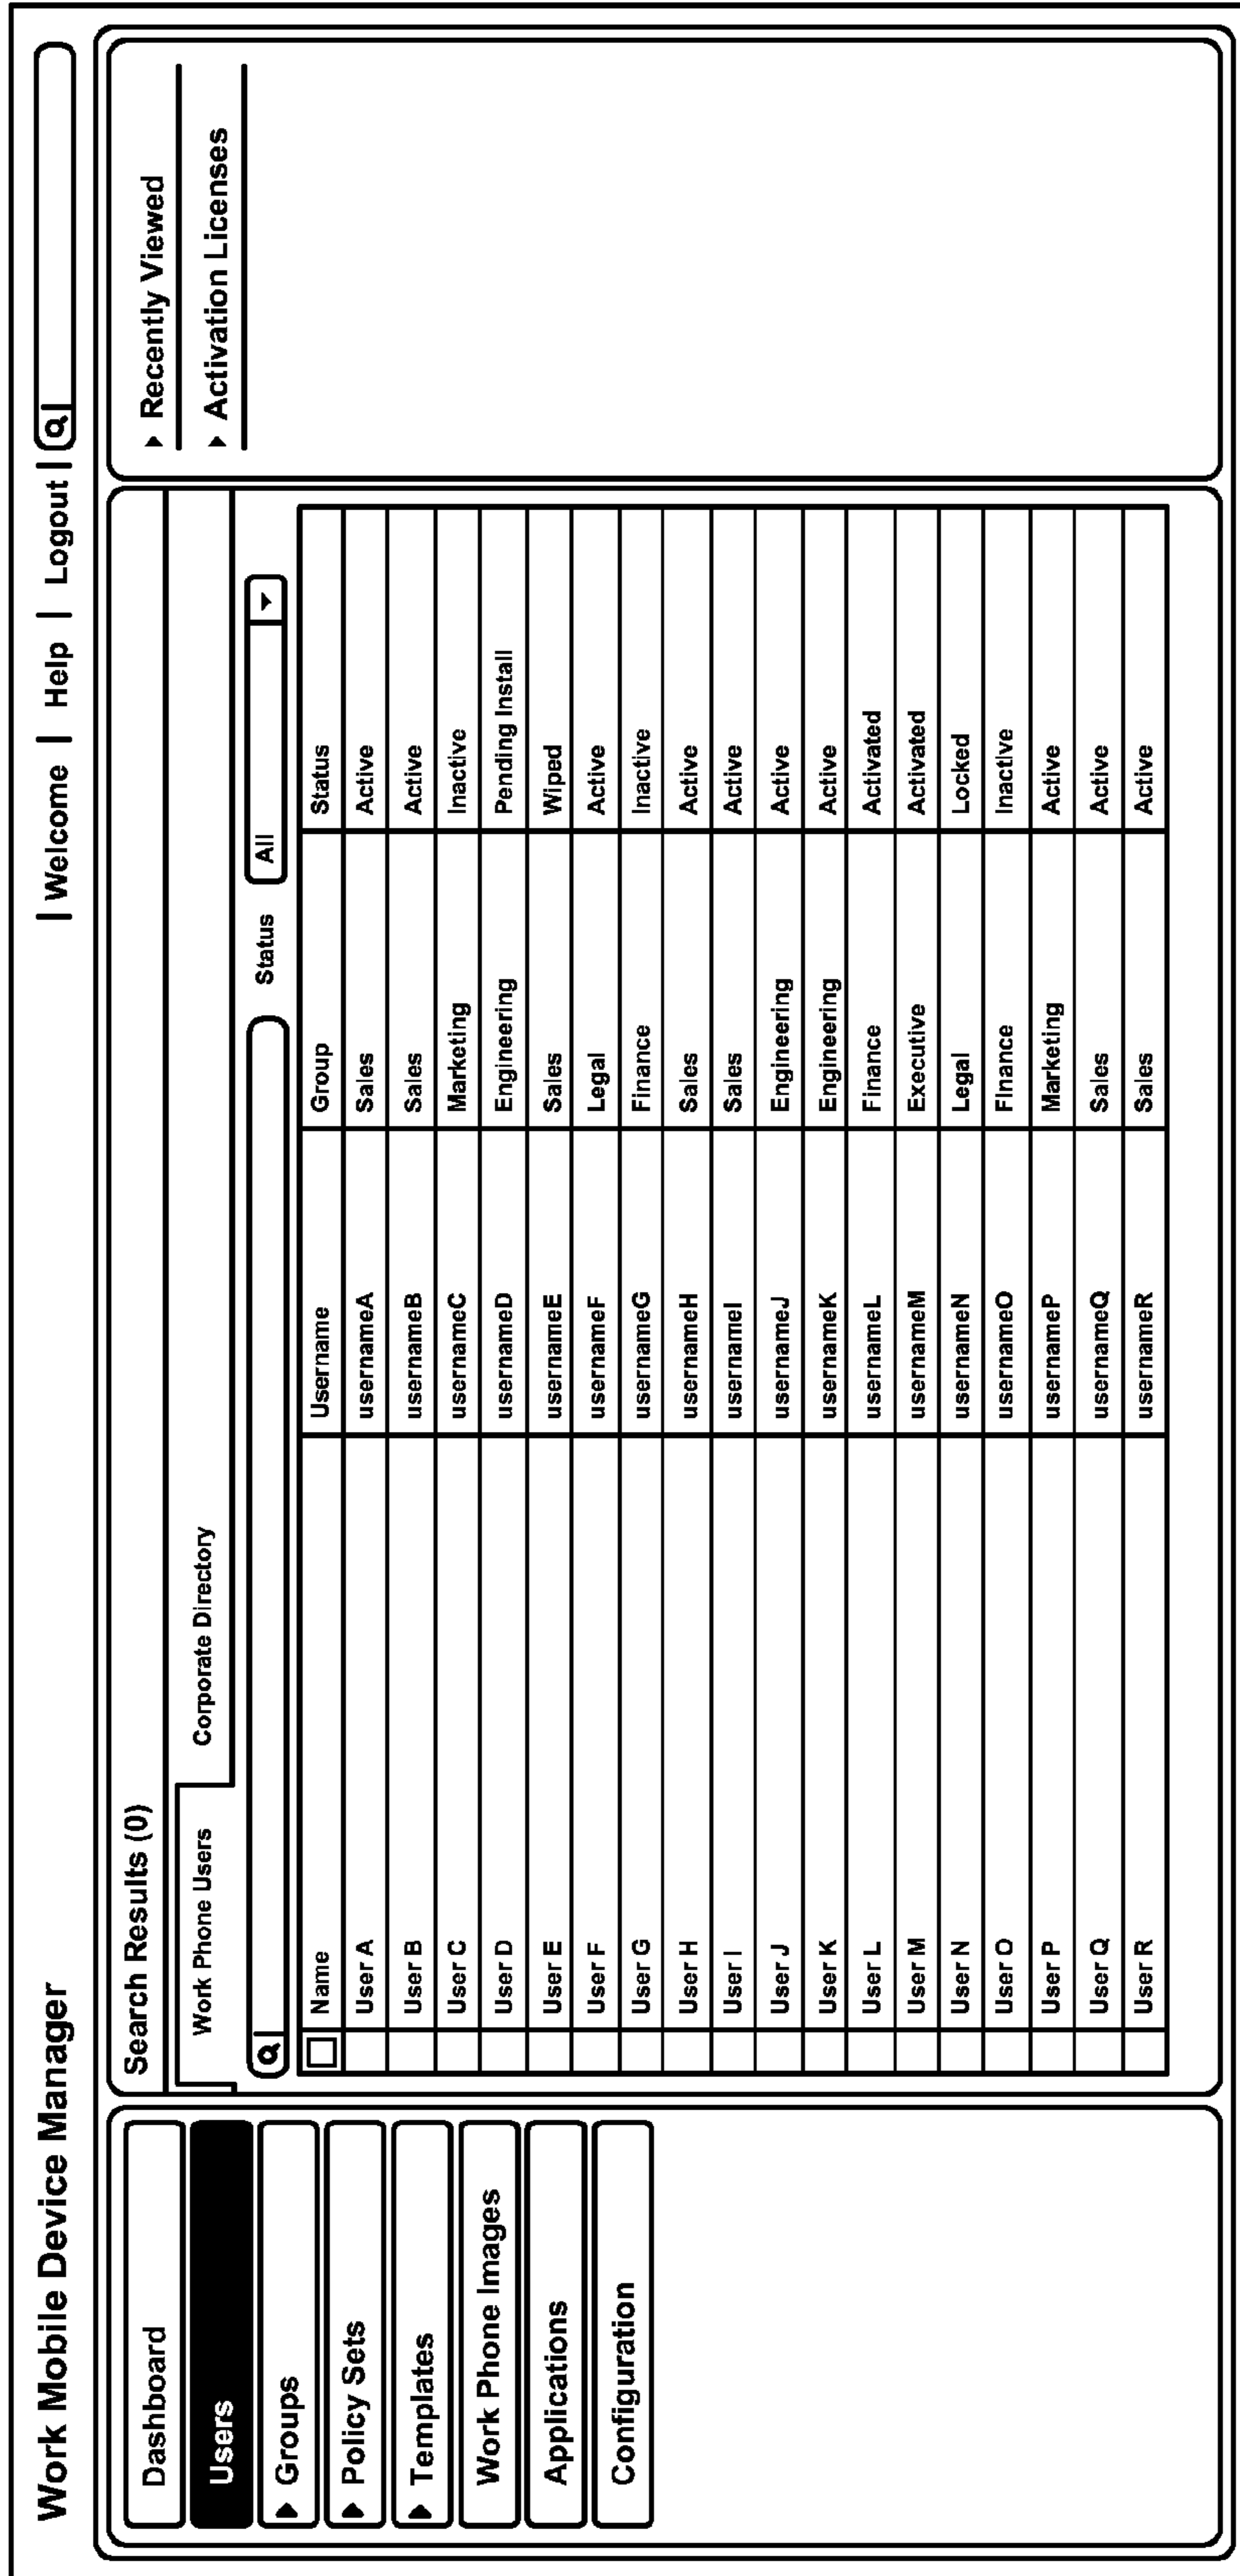 Work Mobile Device Manager
| Welcome | Help | Logout |
Dashboard
Users
Groups
Policy Sets
Templates
Work Phone Images
Applications
Configuration
Search Results (0)
Work Phone Users Corporate Directory
Status All
Name Username Group Status
User A usernameA Sales Active
User B usernameB Sales Active
User C usernameC Marketing Inactive
User D usernameD Engineering Pending Install
User E usernameE Sales Wiped
User F usernameF Legal Active
User G usernameG Finance Inactive
User H usernameH Sales Active
User I usernameI Sales Active
User J usernameJ Engineering Active
User K usernameK Engineering Active
User L usernameL Finance Activated
User M usernameM Executive Activated
User N usernameN Legal Locked
User O usernameO Finance Inactive
User P usernameP Marketing Active
User Q usernameQ Sales Active
User R usernameR Sales Active
Recently Viewed
Activation Licenses